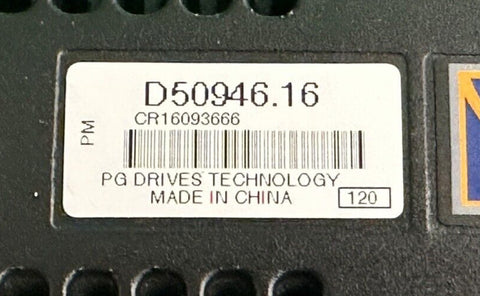 D50946.16
CR16093666
PM
PG DRIVES TECHNOLOGY
MADE IN CHINA
120